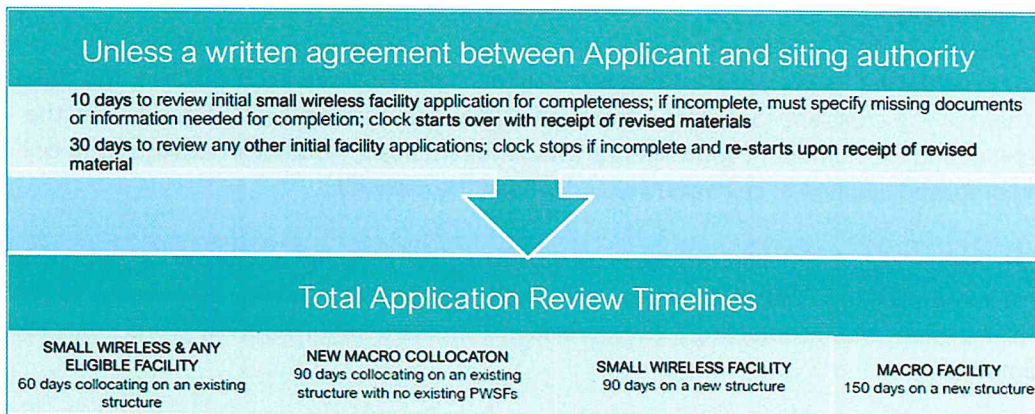 Unless a written agreement between Applicant and siting authority
10 days to review initial small wireless facility application for completeness; if incomplete, must specify missing documents
or information needed for completion; clock starts over with receipt of revised materials
30 days to review any other initial facility applications; clock stops if incomplete and re-starts upon receipt of revised
material
Total Application Review Timelines
SMALL WIRELESS & ANY
ELIGIBLE FACILITY
60 days collocating on an existing
structure
NEW MACRO COLLOCATON
90 days collocating on an existing
structure with no existing PWSFs
SMALL WIRELESS FACILITY
90 days on a new structure
MACRO FACILITY
150 days on a new structure